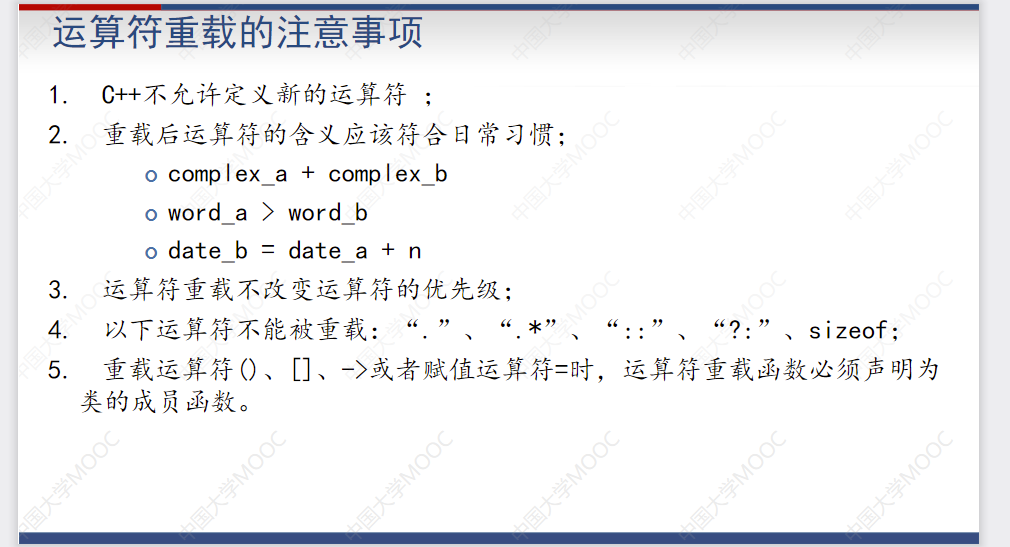 运算符重载的注意事项
1. C++不允许定义新的运算符 ；
2. 重载后运算符的含义应该符合日常习惯；
complex_a + complex_b
word_a > word_b
date_b = date_a + n
3. 运算符重载不改变运算符的优先级；
4. 以下运算符不能被重载：“.”、“.*”、“::”、“?:”、sizeof；
5. 重载运算符()、[]、->或者赋值运算符=时，运算符重载函数必须声明为
类的成员函数。
中国大学MOOC